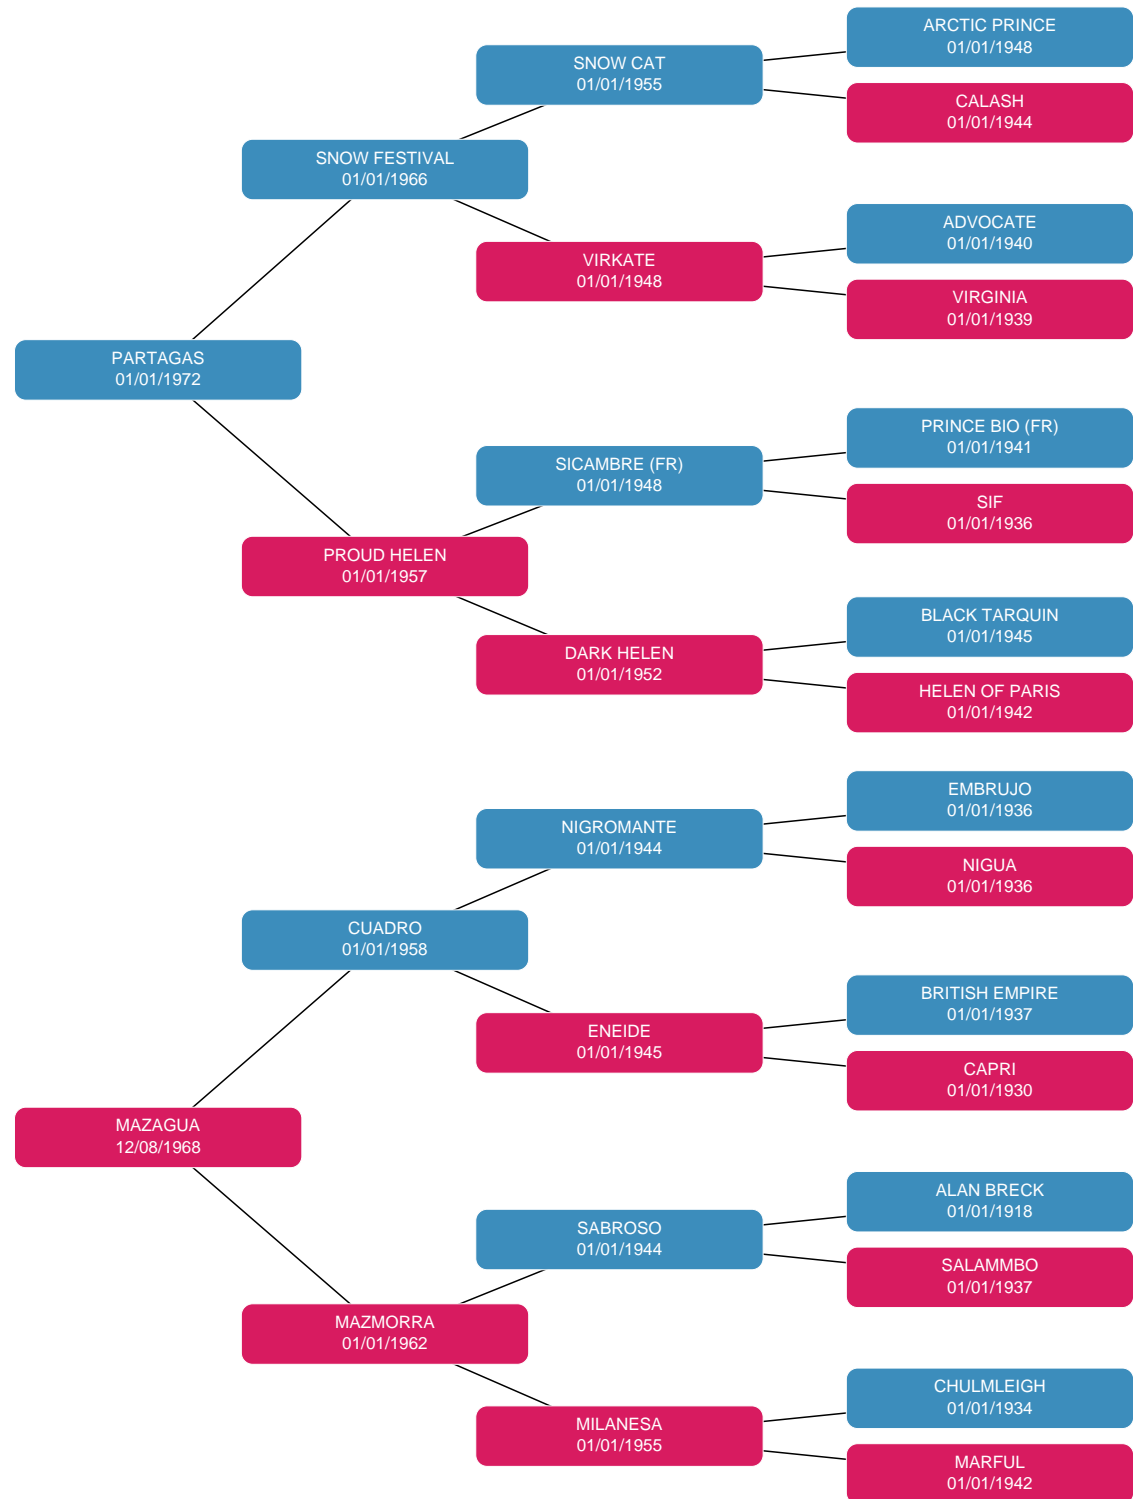 ARCTIC PRINCE
01/01/1948
SNOW CAT
01/01/1955
CALASH
01/01/1944
SNOW FESTIVAL
01/01/1966
ADVOCATE
01/01/1940
VIRKATE
01/01/1948
VIRGINIA
01/01/1939
PARTAGAS
01/01/1972
PRINCE BIO (FR)
01/01/1941
SICAMBRE (FR)
01/01/1948
SIF
01/01/1936
PROUD HELEN
01/01/1957
BLACK TARQUIN
01/01/1945
DARK HELEN
01/01/1952
HELEN OF PARIS
01/01/1942
EMBRUJO
01/01/1936
NIGROMANTE
01/01/1944
NIGUA
01/01/1936
CUADRO
01/01/1958
BRITISH EMPIRE
01/01/1937
ENEIDE
01/01/1945
CAPRI
01/01/1930
MAZAGUA
12/08/1968
ALAN BRECK
01/01/1918
SABROSO
01/01/1944
SALAMMBO
01/01/1937
MAZMORRA
01/01/1962
CHULMLEIGH
01/01/1934
MILANESA
01/01/1955
MARFUL
01/01/1942